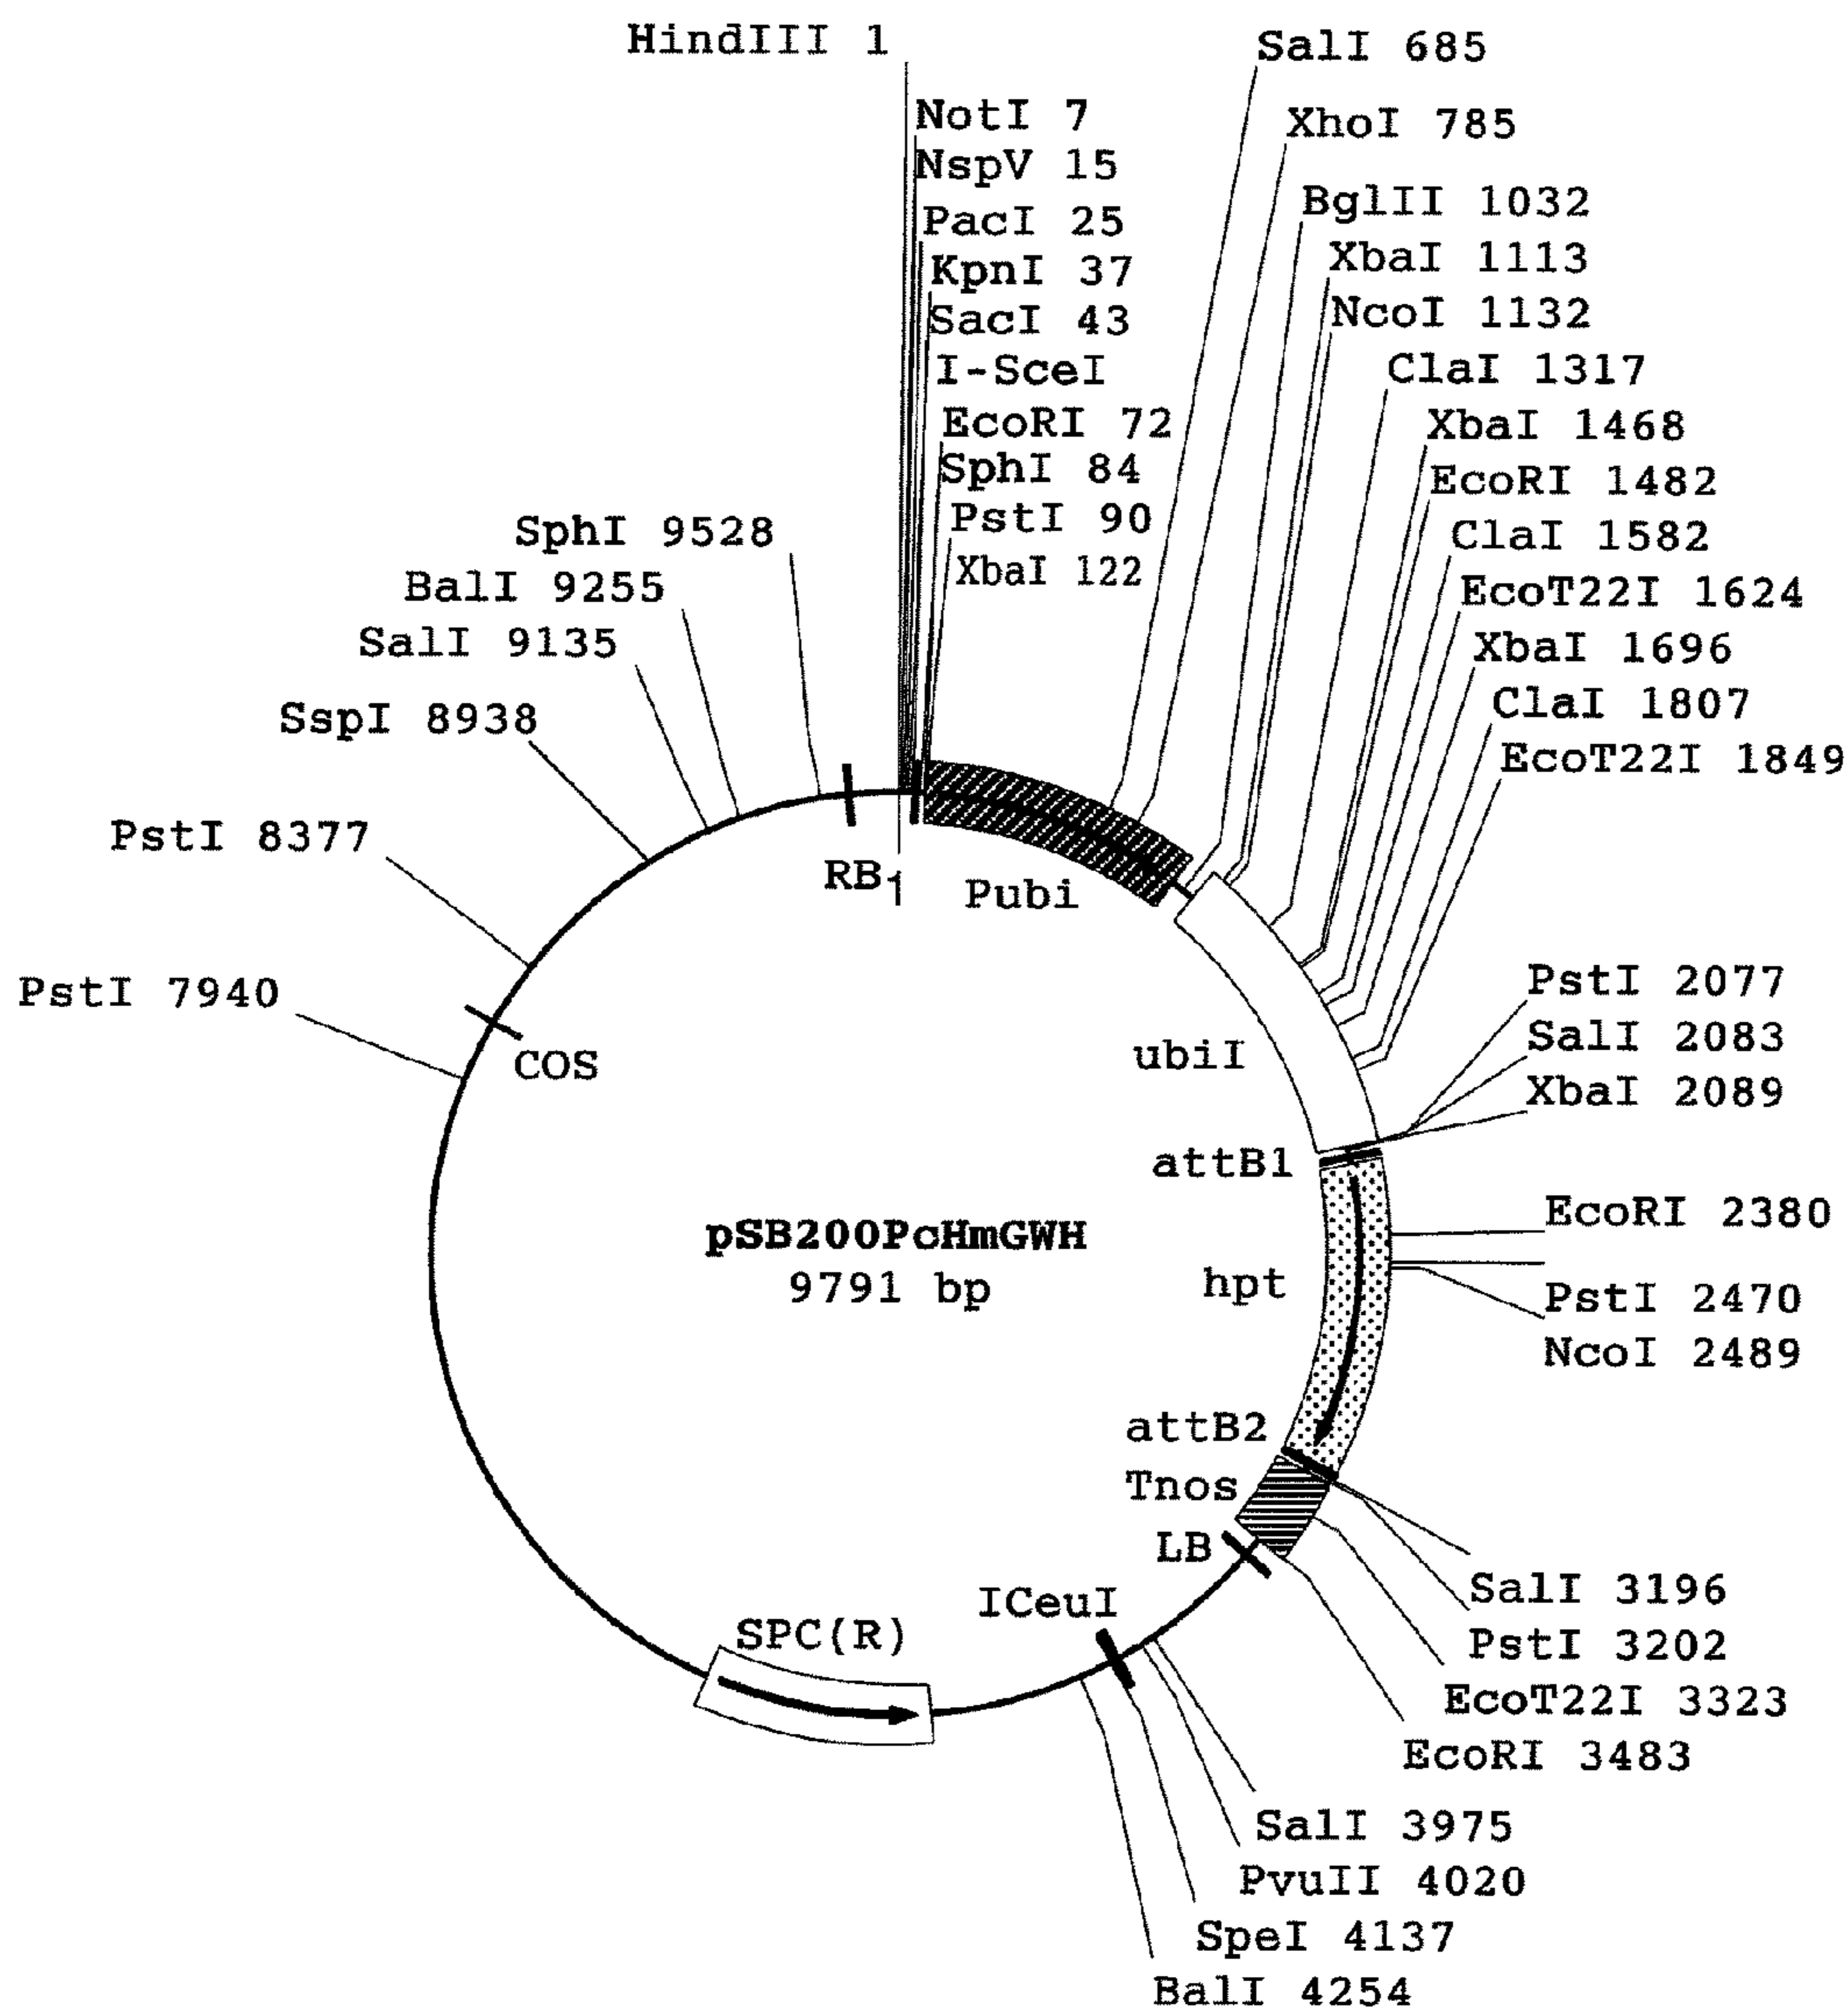 HindIII 1
NotI 7
NspV 15
PacI 25
KpnI 37
SacI 43
I-SceI
EcoRI 72
SphI 84
PstI 90
XbaI 122
SalI 685
XhoI 785
BglII 1032
XbaI 1113
NcoI 1132
ClaI 1317
XbaI 1468
EcoRI 1482
ClaI 1582
EcoT22I 1624
XbaI 1696
ClaI 1807
EcoT22I 1849
PstI 2077
SalI 2083
XbaI 2089
EcoRI 2380
PstI 2470
NcoI 2489
SalI 3196
PstI 3202
EcoT22I 3323
EcoRI 3483
SalI 3975
PvuII 4020
SpeI 4137
BalI 4254
SphI 9528
BalI 9255
SalI 9135
SspI 8938
PstI 8377
PstI 7940
RB
1
Pubi
ubiI
attB1
hpt
attB2
Tnos
LB
ICeuI
SPC(R)
COS
pSB200PcHmGWH
9791 bp